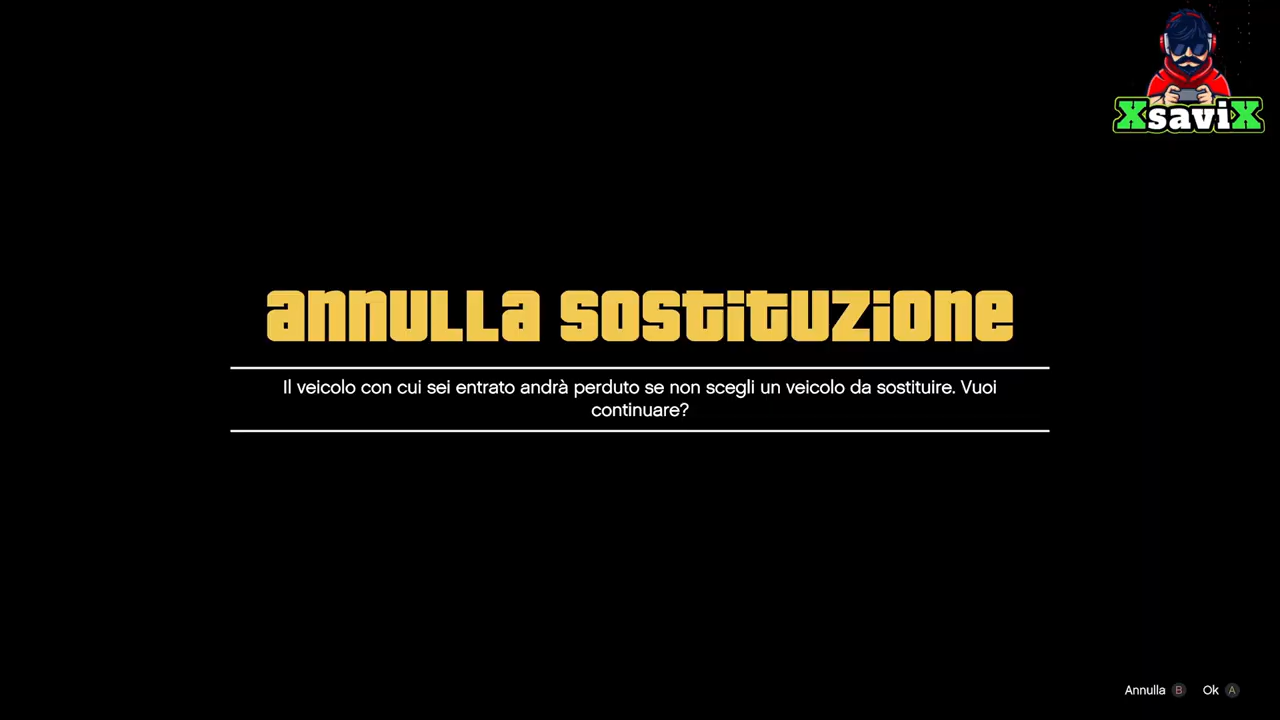 XsaviX
ANNULLA SOSTITUZIONE
Il veicolo con cui sei entrato andrà perduto se non scegli un veicolo da sostituire. Vuoi
continuare?
Annulla B Ok A